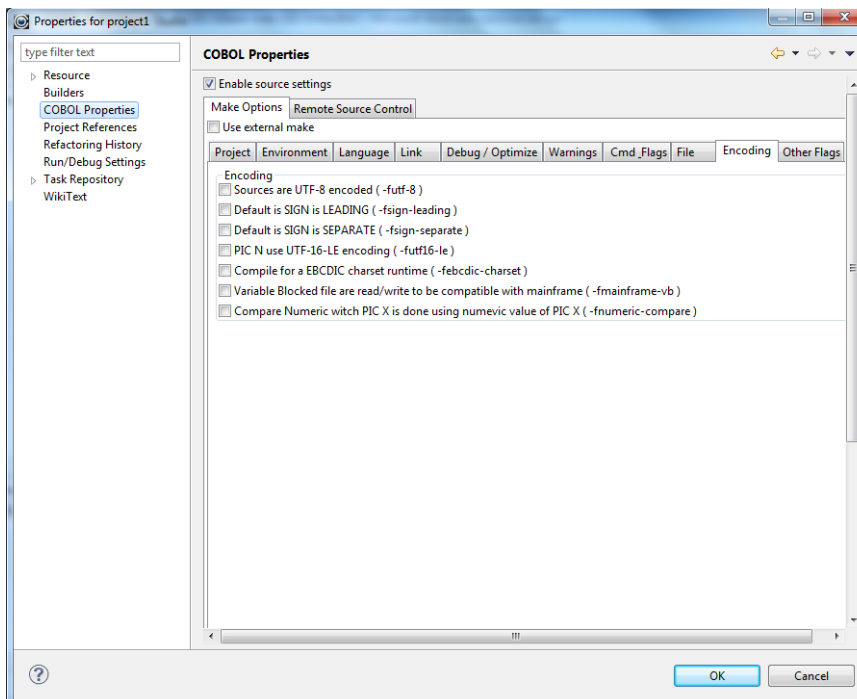 Properties for project1
type filter text
Resource
Builders
COBOL Properties
Project References
Refactoring History
Run/Debug Settings
Task Repository
WikiText
COBOL Properties
Enable source settings
Make Options Remote Source Control
Use external make
Project Environment Language Link Debug / Optimize Warnings Cmd_Flags File Encoding Other Flags
Encoding
Sources are UTF-8 encoded ( -futf-8 )
Default is SIGN is LEADING ( -fsign-leading )
Default is SIGN is SEPARATE ( -fsign-separate )
PIC N use UTF-16-LE encoding ( -futf16-le )
Compile for a EBCDIC charset runtime ( -febcdic-charset )
Variable Blocked file are read/write to be compatible with mainframe ( -fmainframe-vb )
Compare Numeric witch PIC X is done using numevic value of PIC X ( -fnumeric-compare )
OK Cancel